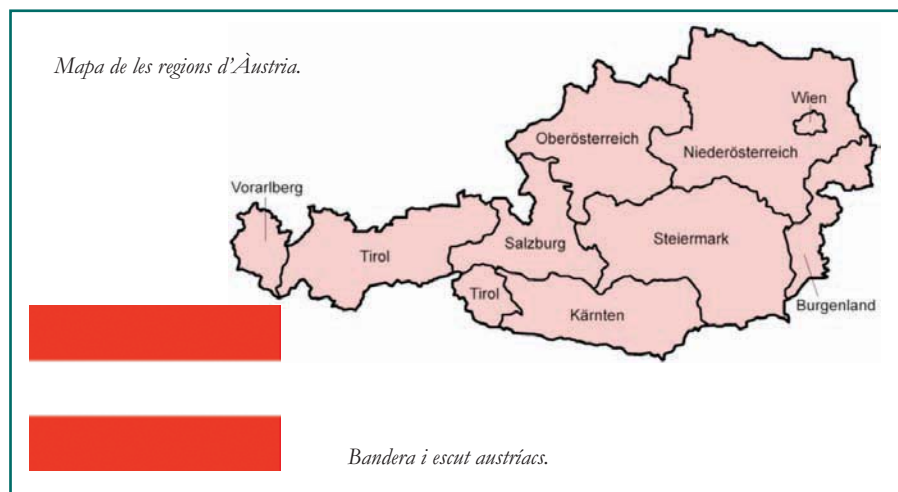 Mapa de les regions d'Àustria.
Wien
Oberösterreich
Niederösterreich
Vorarlberg
Tirol
Salzburg
Steiermark
Tirol
Kärnten
Burgenland
Bandera i escut austríacs.